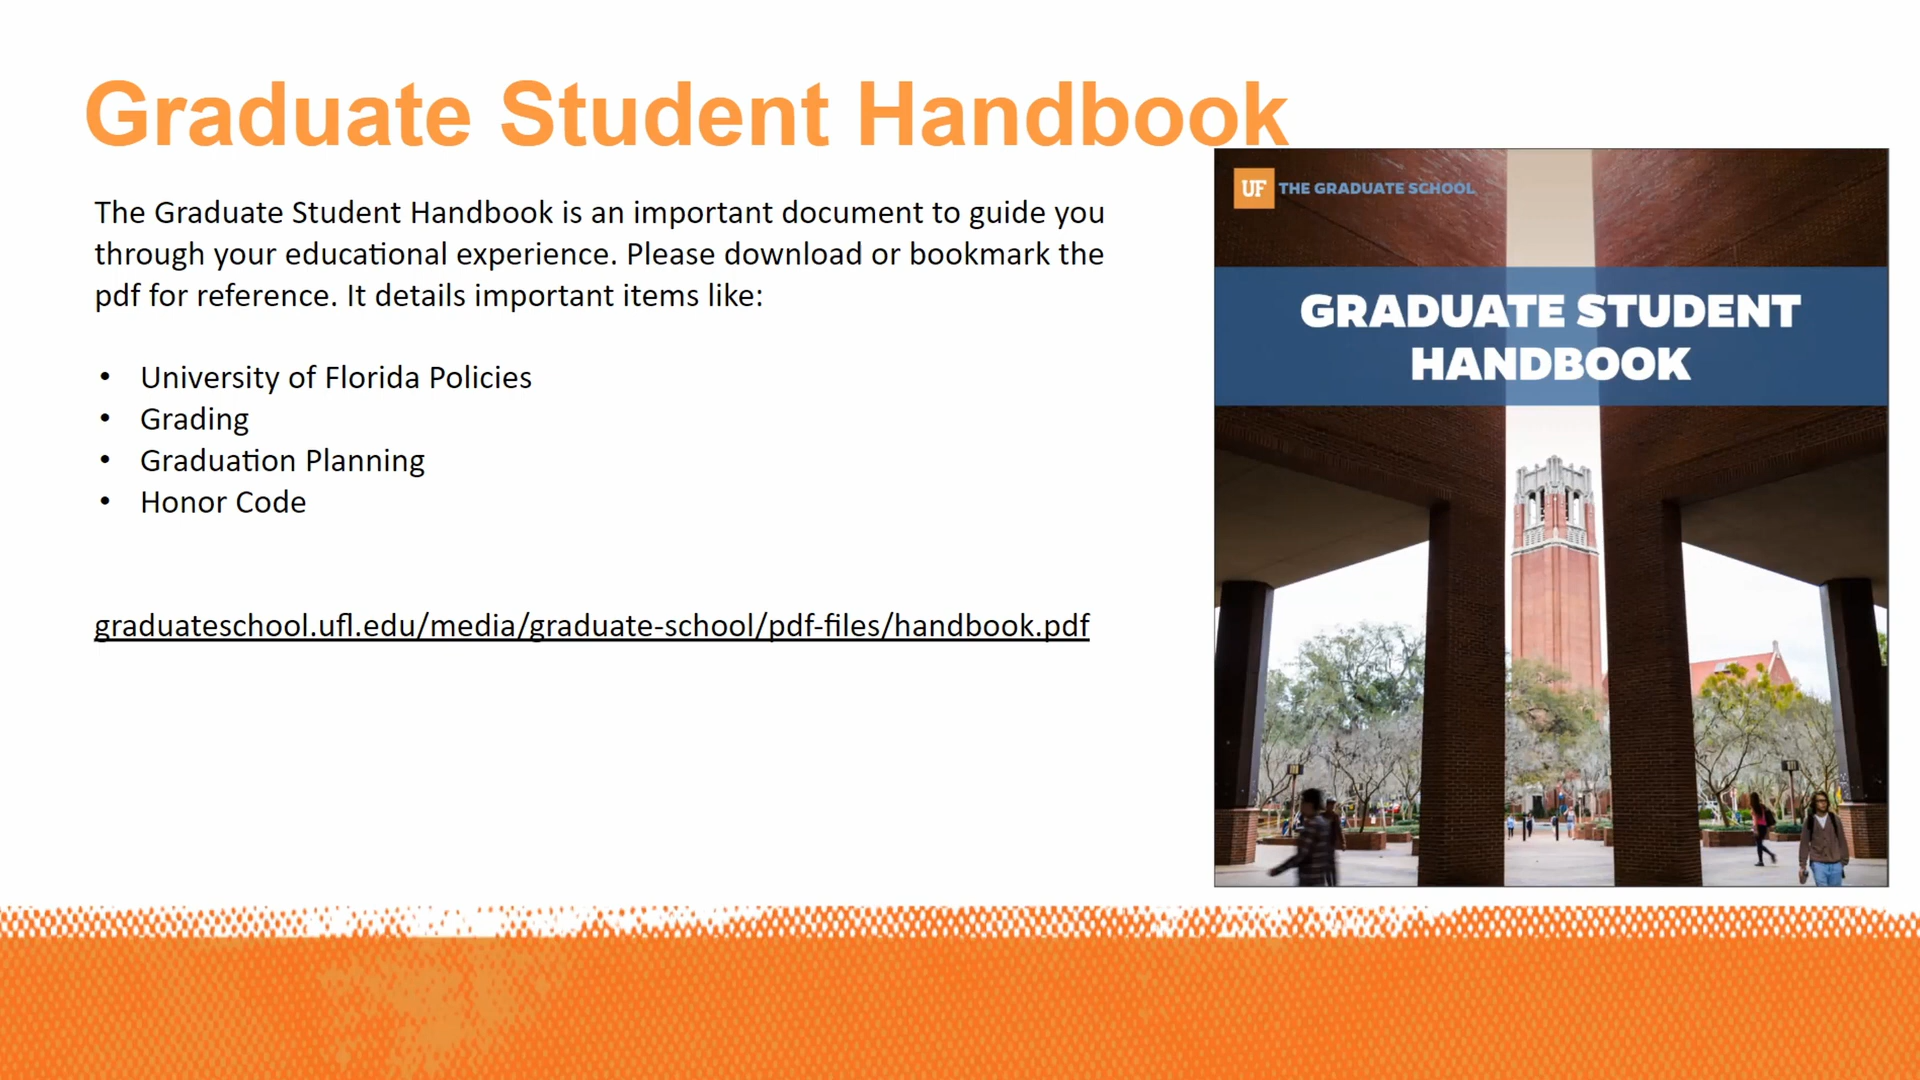 Graduate Student Handbook
The Graduate Student Handbook is an important document to guide you
through your educational experience. Please download or bookmark the
pdf for reference. It details important items like:
• University of Florida Policies
• Grading
• Graduation Planning
• Honor Code
graduateschool.ufl.edu/media/graduate-school/pdf-files/handbook.pdf
UF THE GRADUATE SCHOOL
GRADUATE STUDENT
HANDBOOK